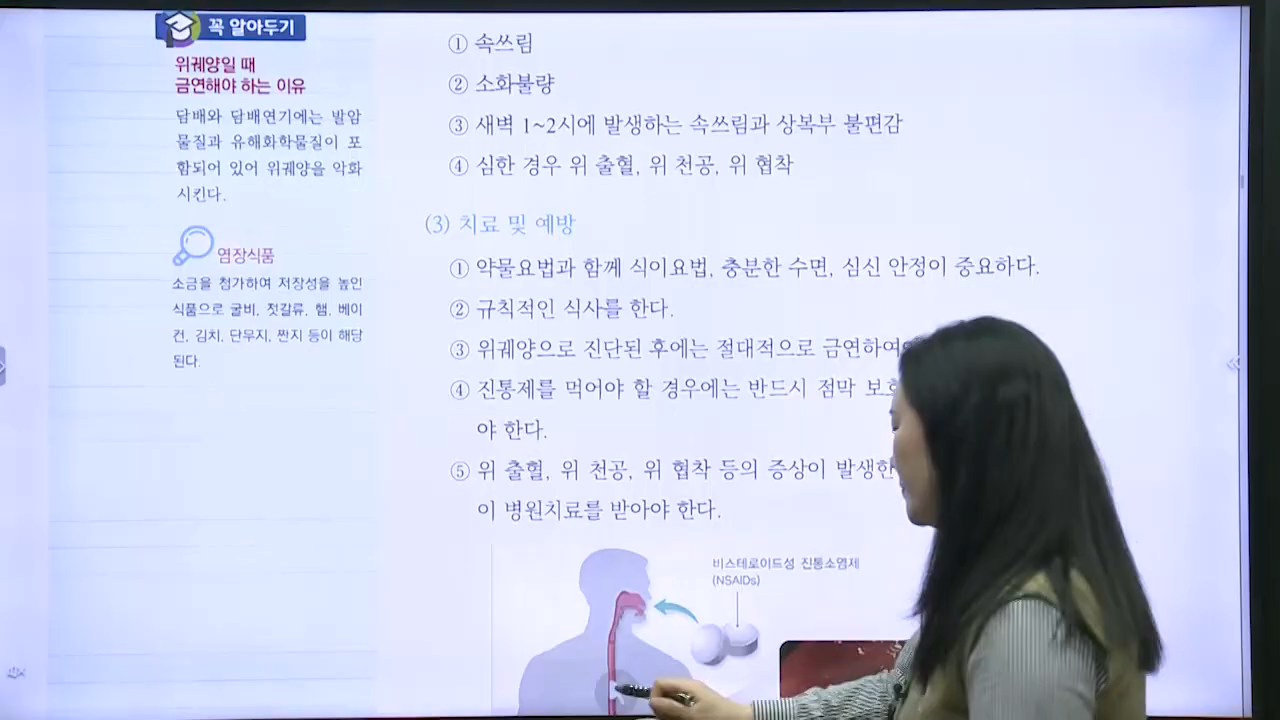 꼭 알아두기
위궤양일 때
금연해야 하는 이유
담배와 담배연기에는 발암
물질과 유해화학물질이 포
함되어 있어 위궤양을 악화
시킨다.
염장식품
소금을 첨가하여 저장성을 높인
식품으로 굴비, 젓갈류, 햄, 베이
컨, 김치, 단무지, 짠지 등이 해당
된다.
① 속쓰림
② 소화불량
③ 새벽 1~2시에 발생하는 속쓰림과 상복부 불편감
④ 심한 경우 위 출혈, 위 천공, 위 협착
(3) 치료 및 예방
① 약물요법과 함께 식이요법, 충분한 수면, 심신 안정이 중요하다.
② 규칙적인 식사를 한다.
③ 위궤양으로 진단된 후에는 절대적으로 금연하여
④ 진통제를 먹어야 할 경우에는 반드시 점막 보호
야 한다.
⑤ 위 출혈, 위 천공, 위 협착 등의 증상이 발생한
이 병원치료를 받아야 한다.
비스테로이드성 진통소염제
(NSAIDs)